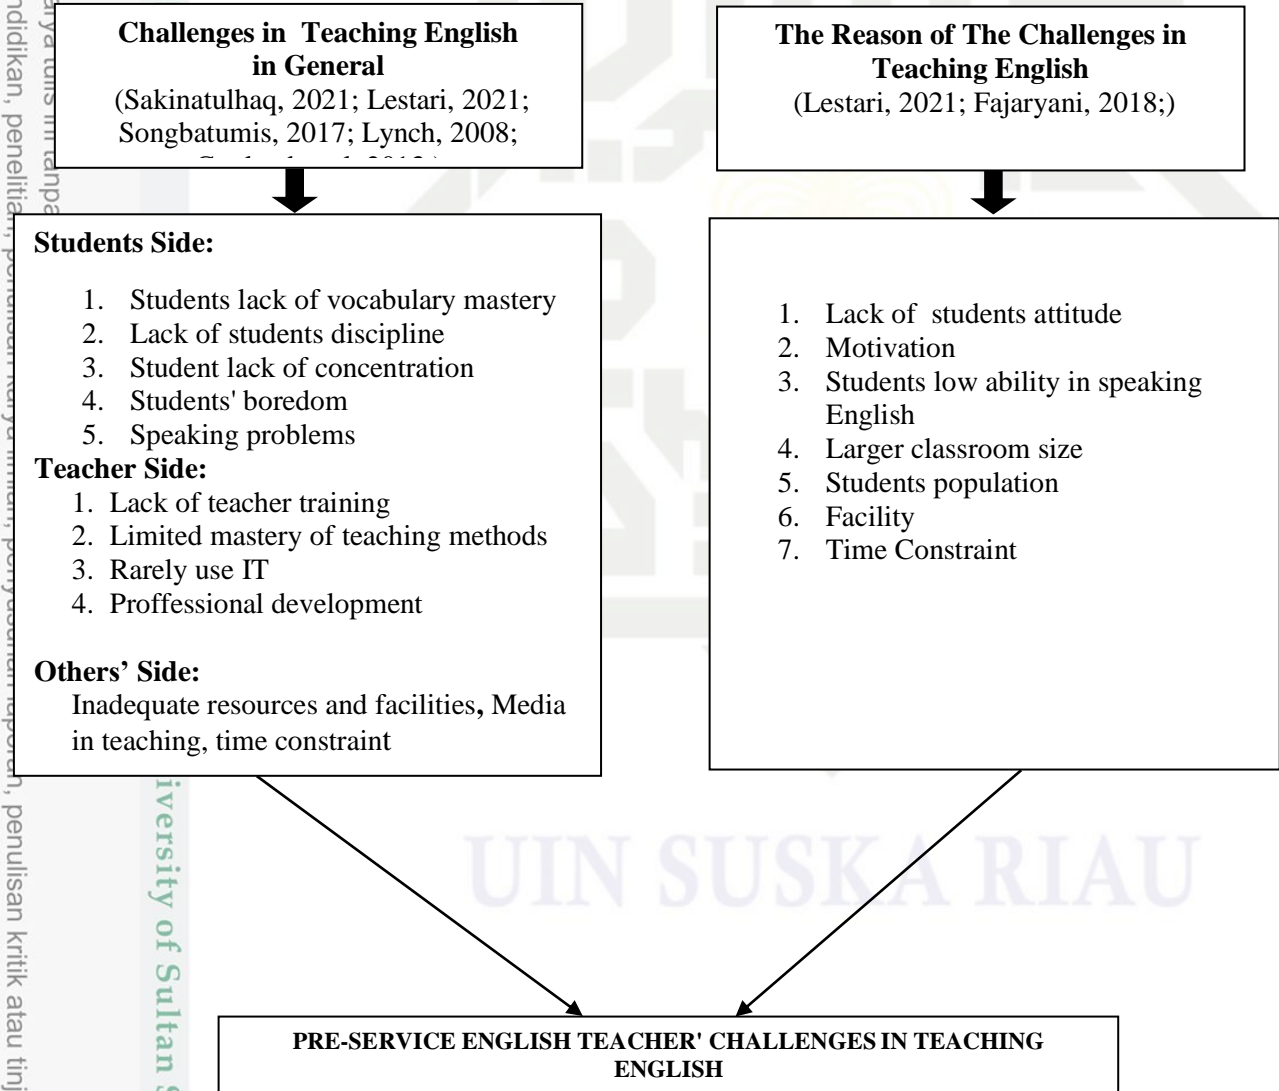 Challenges in Teaching English
in General
(Sakinatulhaq, 2021; Lestari, 2021;
Songbatumis, 2017; Lynch, 2008;
The Reason of The Challenges in
Teaching English
(Lestari, 2021; Fajaryani, 2018;)
Students Side:
1. Students lack of vocabulary mastery
2. Lack of students discipline
3. Student lack of concentration
4. Students' boredom
5. Speaking problems
Teacher Side:
1. Lack of teacher training
2. Limited mastery of teaching methods
3. Rarely use IT
4. Proffessional development
Others’ Side:
Inadequate resources and facilities, Media
in teaching, time constraint
1. Lack of students attitude
2. Motivation
3. Students low ability in speaking
English
4. Larger classroom size
5. Students population
6. Facility
7. Time Constraint
PRE-SERVICE ENGLISH TEACHER' CHALLENGES IN TEACHING
ENGLISH
UIN SUSKA RIAU
of Sultan
penulisan kritik atau